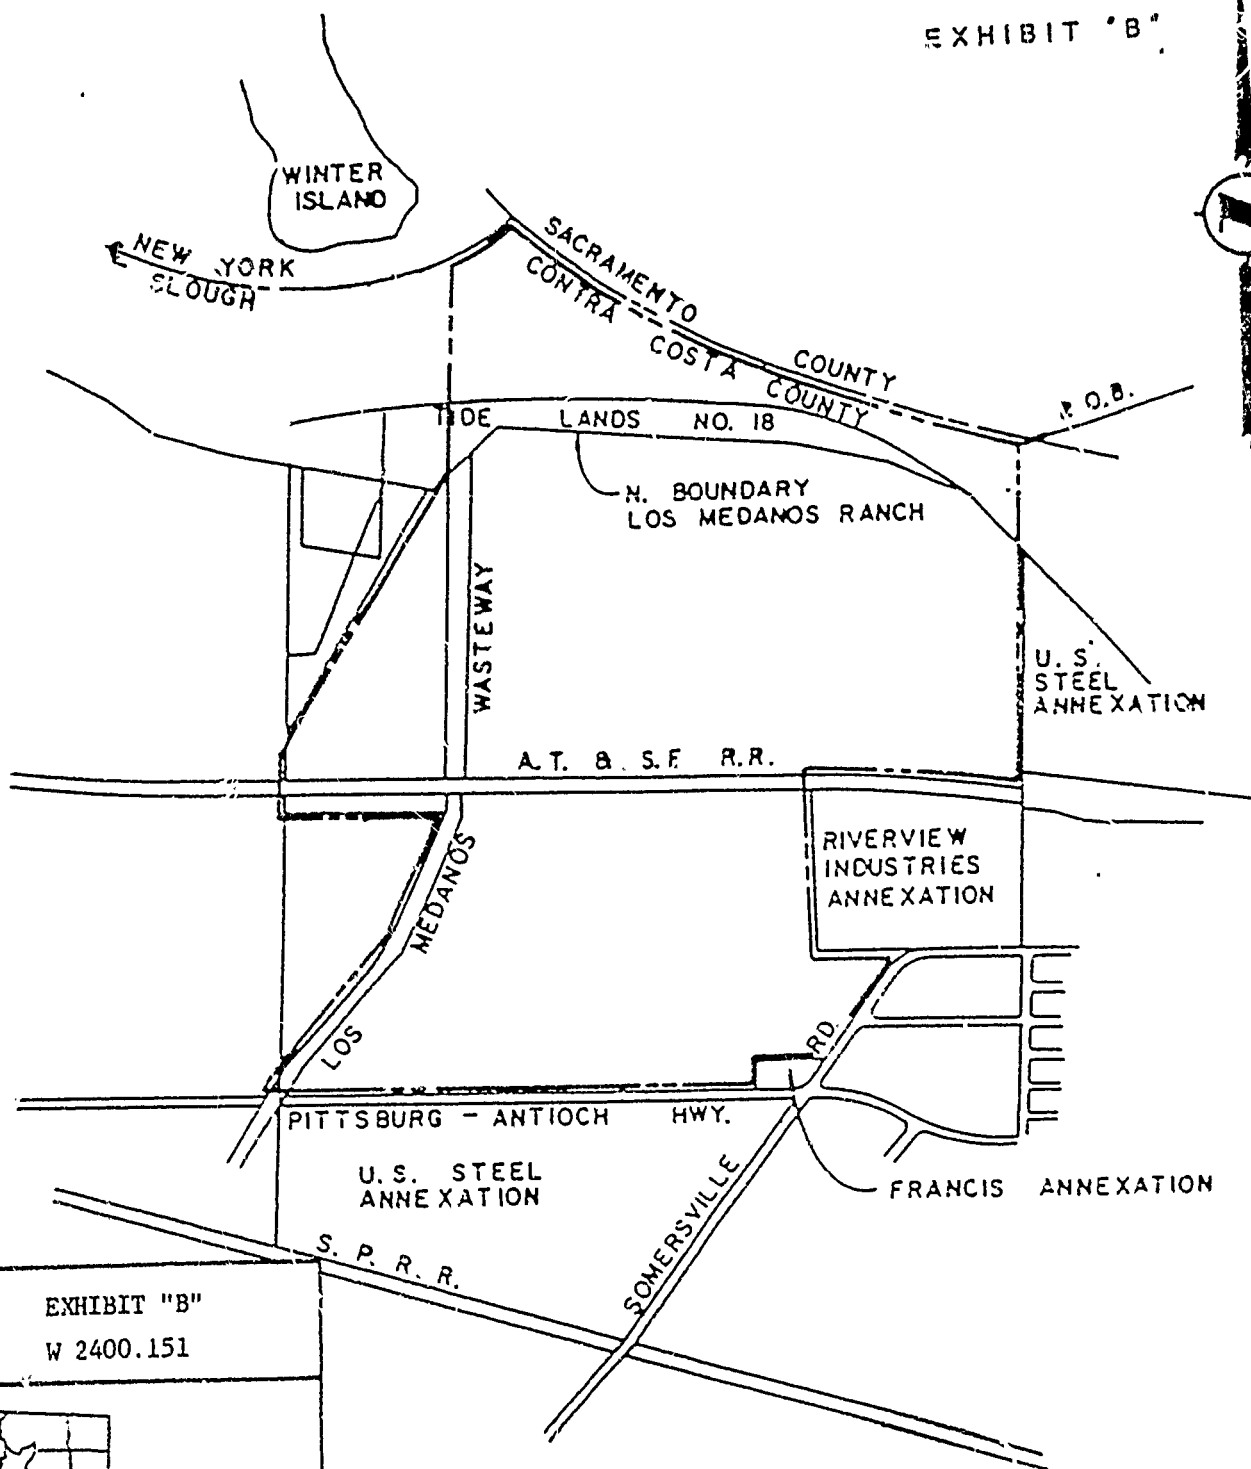 EXHIBIT "B"
WINTER
ISLAND
NEW YORK
SLOUGH
SACRAMENTO
COUNTY
CONTRA
COSTA COUNTY
P.O.B.
TIDE LANDS NO. 18
N. BOUNDARY
LOS MEDANOS RANCH
WASTEWAY
U. S.
STEEL
ANNEXATION
A.T. & S.F. R.R.
RIVERVIEW
INDUSTRIES
ANNEXATION
MEDANOS
LOS
RD.
PITTSBURG - ANTIOCH HWY.
U.S. STEEL
ANNEXATION
FRANCIS ANNEXATION
SOMERSVILLE
S. P. R. R.
EXHIBIT "B"
W 2400.151